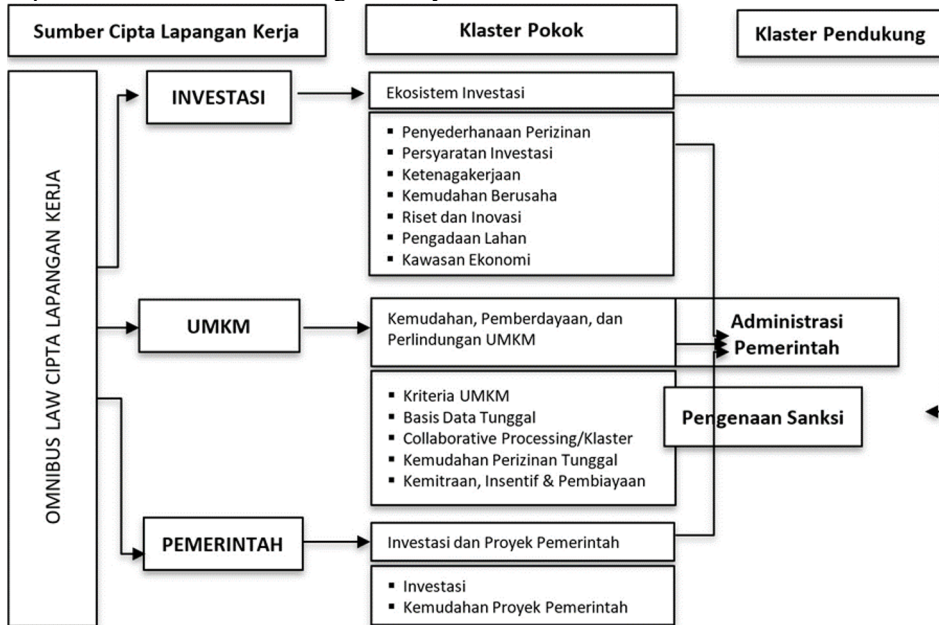 Sumber Cipta Lapangan Kerja
Klaster Pokok
Klaster Pendukung
OMNIBUS LAW CIPTA LAPANGAN KERJA
INVESTASI
Ekosistem Investasi
▪ Penyederhanaan Perizinan
▪ Persyaratan Investasi
▪ Ketenagakerjaan
▪ Kemudahan Berusaha
▪ Riset dan Inovasi
▪ Pengadaan Lahan
▪ Kawasan Ekonomi
UMKM
Kemudahan, Pemberdayaan, dan
Perlindungan UMKM
Administrasi
Pemerintah
▪ Kriteria UMKM
▪ Basis Data Tunggal
▪ Collaborative Processing/Klaster
▪ Kemudahan Perizinan Tunggal
▪ Kemitraan, Insentif & Pembiayaan
Pengenaan Sanksi
PEMERINTAH
Investasi dan Proyek Pemerintah
▪ Investasi
▪ Kemudahan Proyek Pemerintah